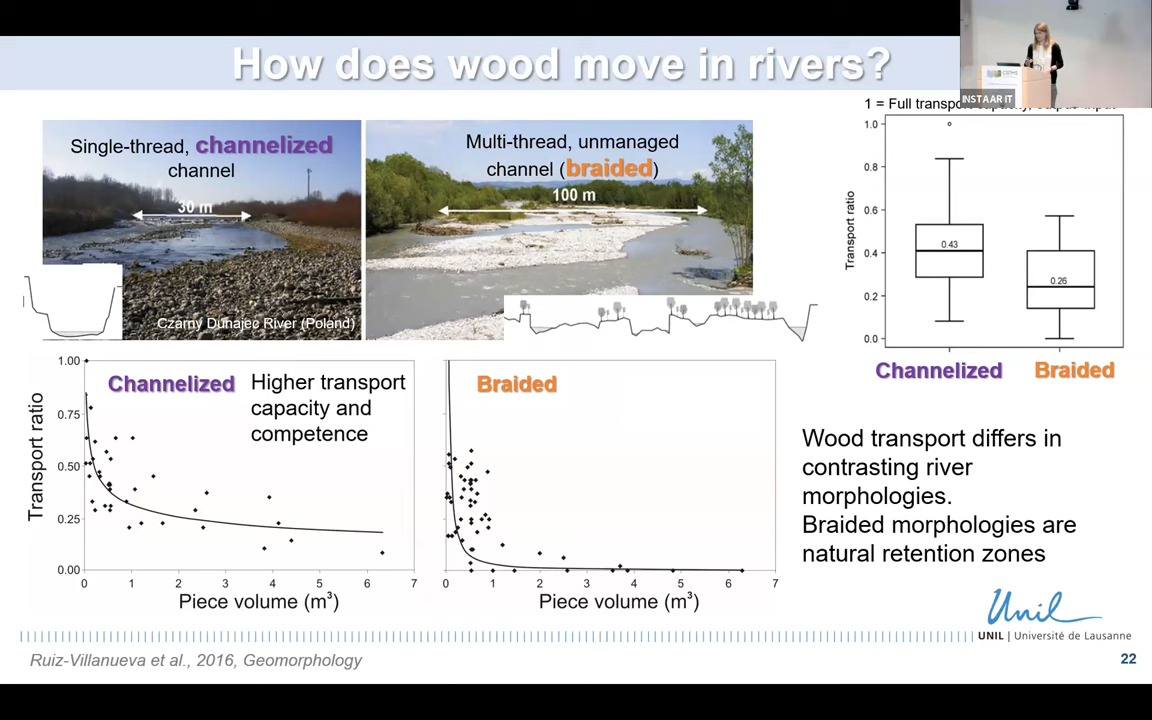 How does wood move in rivers?
INSTAAR IT
Single-thread, channelized
channel
30 m
Czarny Dunajec River (Poland)
Multi-thread, unmanaged
channel (braided)
100 m
1 = Full transport
Transport ratio
1.0
0.8
0.6
0.4
0.2
0.0
0.43
0.26
Channelized
Braided
Transport ratio
1.00
0.75
0.50
0.25
0.00
Channelized
Higher transport
capacity and
competence
0 1 2 3 4 5 6 7
Piece volume (m³)
Braided
0 1 2 3 4 5 6 7
Piece volume (m³)
Wood transport differs in
contrasting river
morphologies.
Braided morphologies are
natural retention zones
Unil
UNIL | Université de Lausanne
Ruiz-Villanueva et al., 2016, Geomorphology
22